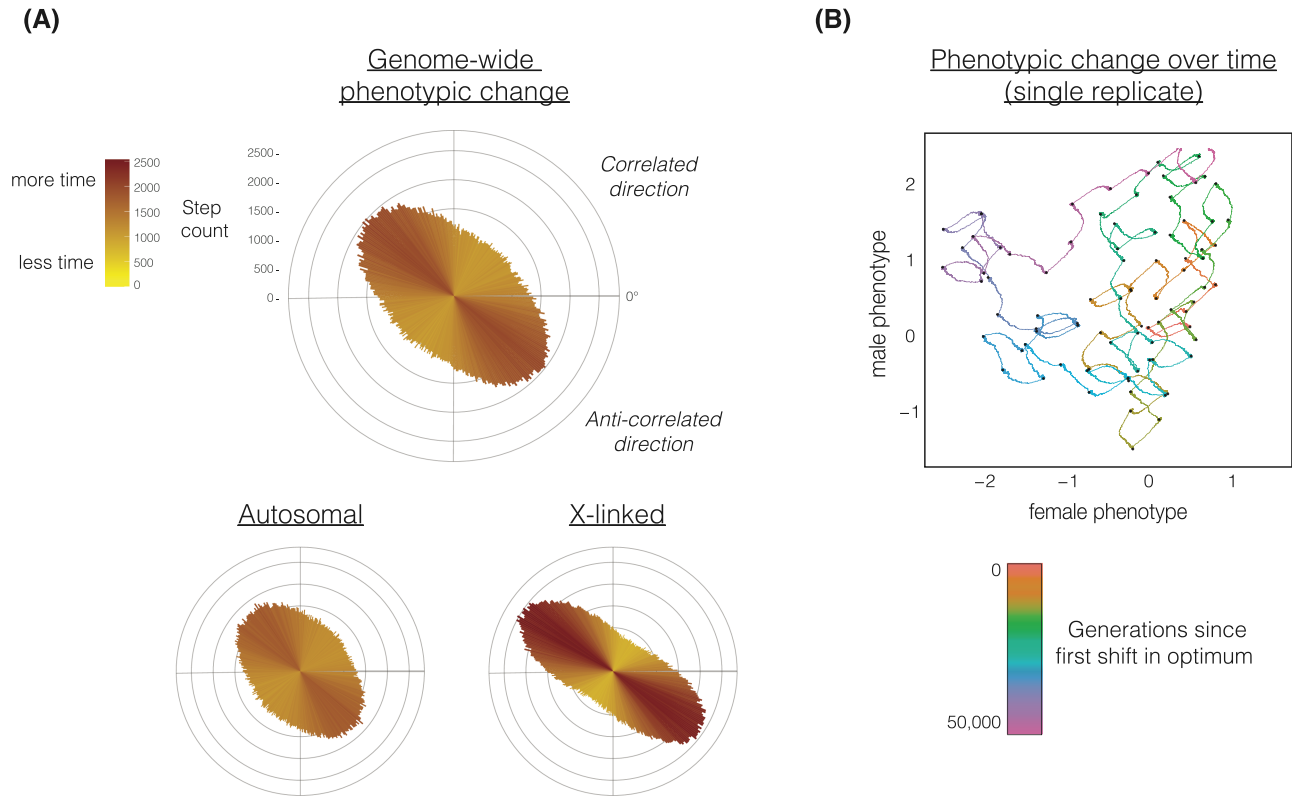 (A)
Genome-wide
phenotypic change
more time
less time
2500
2000
1500
1000
500
0
Step
count
2500 -
2000 -
1500 -
1000 -
500 -
0 -
0º
Correlated
direction
Anti-correlated
direction
Autosomal
X-linked
(B)
Phenotypic change over time
(single replicate)
male phenotype
2
1
0
−1
−2
−1
0
1
female phenotype
0
50,000
Generations since
first shift in optimum